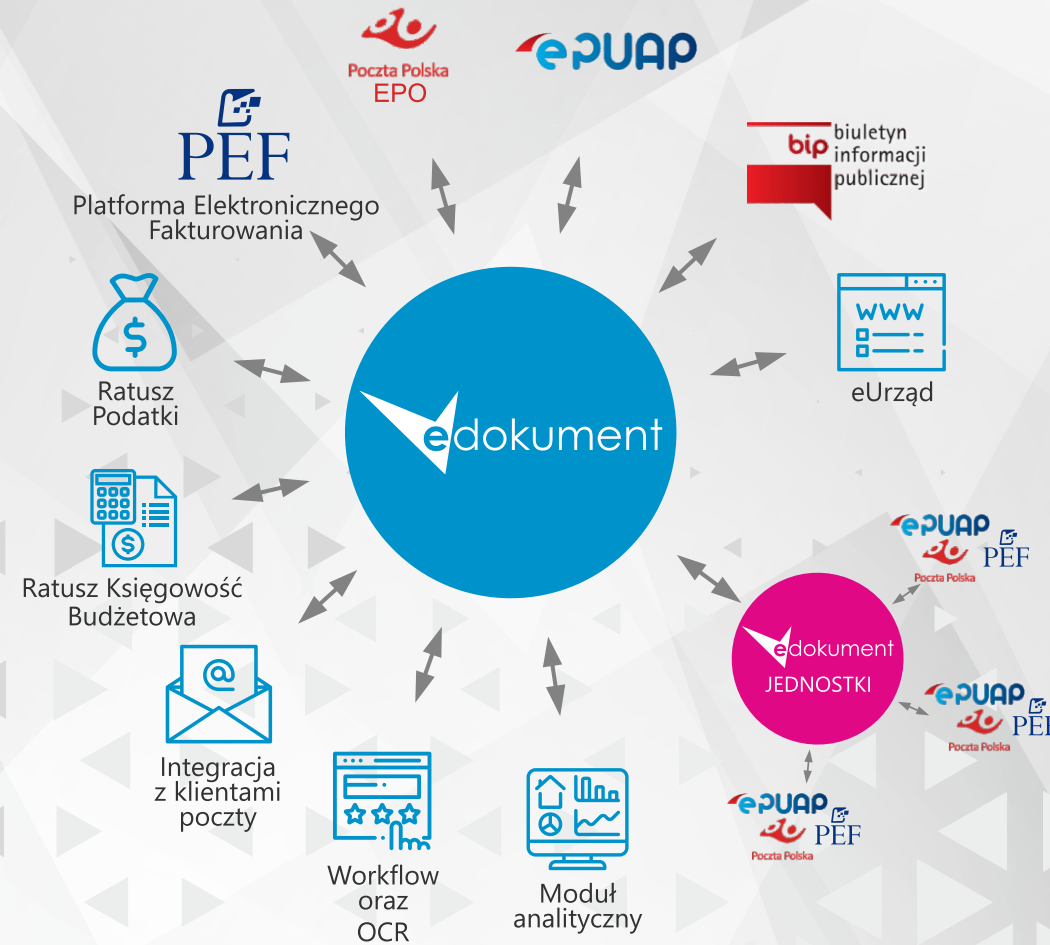 Poczta Polska
EPO
ePUAP
PEF
Platforma Elektronicznego
Fakturowania
bip
biuletyn
informacji
publicznej
Ratusz
Podatki
WWW
eUrząd
edokument
Ratusz Księgowość
Budżetowa
ePUAP
Poczta Polska
PEF
edokument
JEDNOSTKI
ePUAP
Poczta Polska
PEF
ePUAP
Poczta Polska
PEF
@
Integracja
z klientami
poczty
Workflow
oraz
OCR
Moduł
analityczny